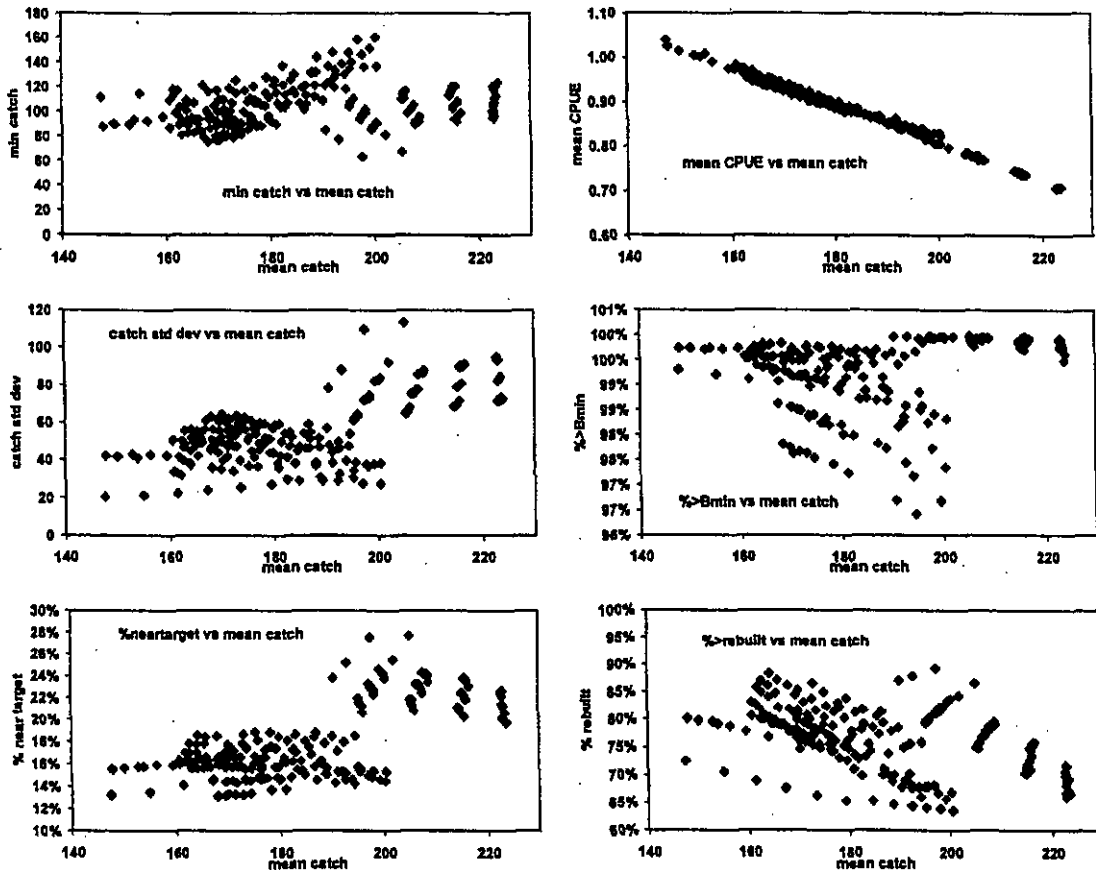 180
160
140
120
100
80
60
40
20
0
min catch
min catch vs mean catch
140 160 180 200 220
mean catch
1.10
1.00
0.90
0.80
0.70
0.60
mean CPUE
mean CPUE vs mean catch
140 160 180 200 220
mean catch
120
100
80
60
40
20
0
catch std dev
catch std dev vs mean catch
140 160 180 200 220
mean catch
101%
100%
100%
99%
99%
98%
98%
97%
97%
96%
%>Bmin
%>Bmin vs mean catch
140 160 180 200 220
mean catch
30%
28%
26%
24%
22%
20%
18%
16%
14%
12%
10%
% near target
%neartarget vs mean catch
140 160 180 200 220
mean catch
100%
95%
90%
85%
80%
75%
70%
65%
60%
% rebuilt
%>rebuilt vs mean catch
140 160 180 200 220
mean catch